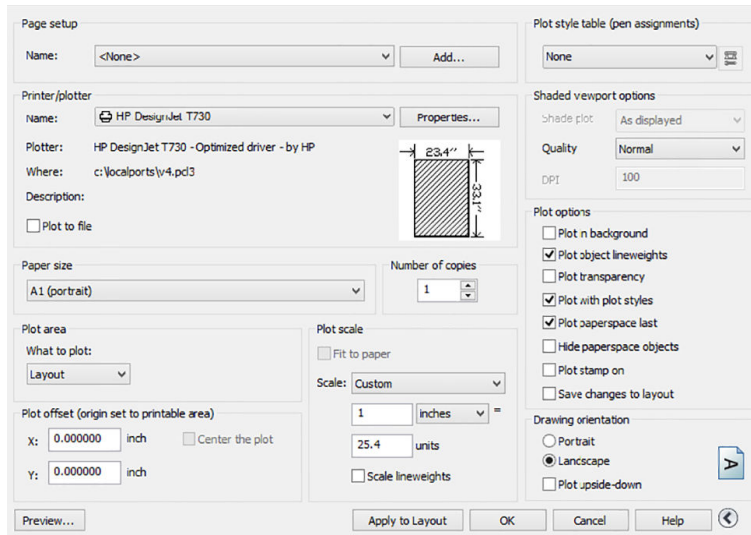 Page setup
Name: <None> Add...
Printer/plotter
Name: HP DesignJet T730 Properties...
Plotter: HP DesignJet T730 - Optimized driver - by HP
Where: c:\localports\v4.pcl3
Description:
Plot to file
23.4''
33.1''
Paper size
A1 (portrait)
Number of copies
1
Plot area
What to plot:
Layout
Plot offset (origin set to printable area)
X: 0.000000 inch Center the plot
Y: 0.000000 inch
Plot scale
Fit to paper
Scale: Custom
1 inches =
25.4 units
Scale lineweights
Plot style table (pen assignments)
None
Shaded viewport options
Shade plot As displayed
Quality Normal
DPI 100
Plot options
Plot in background
Plot object lineweights
Plot transparency
Plot with plot styles
Plot paperspace last
Hide paperspace objects
Plot stamp on
Save changes to layout
Drawing orientation
Portrait
Landscape
Plot upside-down
A
Preview... Apply to Layout OK Cancel Help